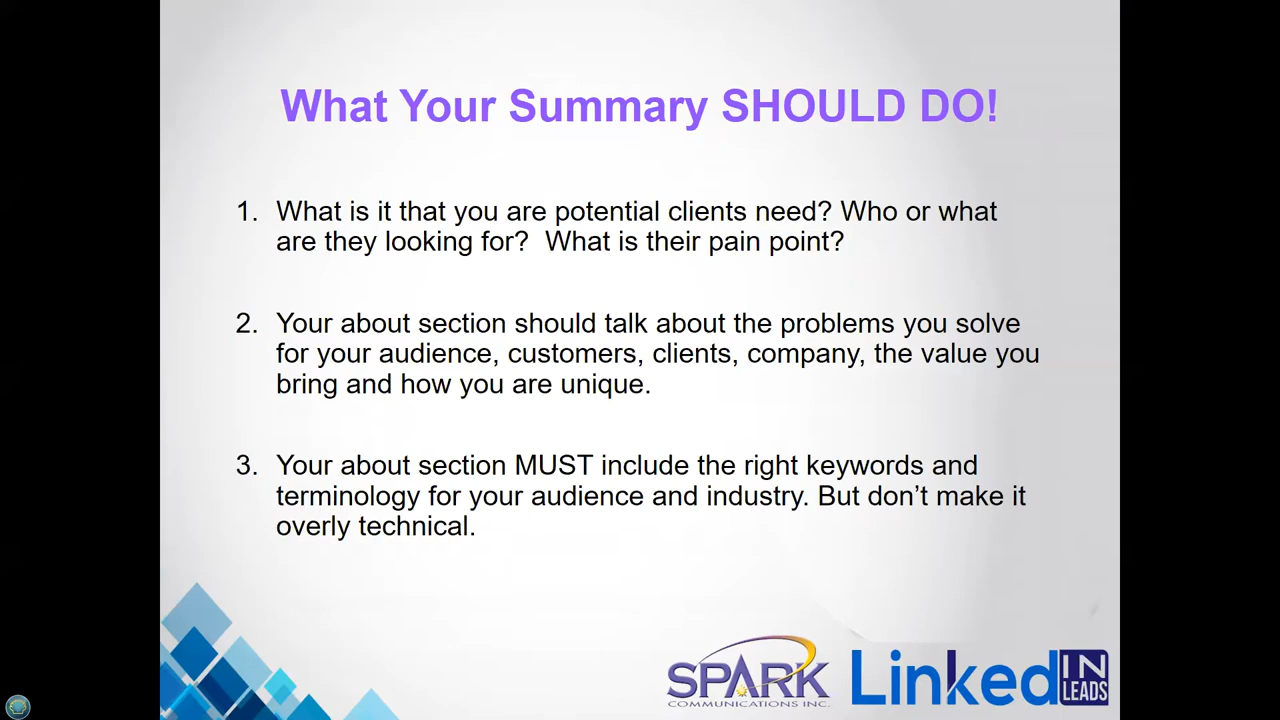 What Your Summary SHOULD DO!
1. What is it that you are potential clients need? Who or what
are they looking for?  What is their pain point?
2. Your about section should talk about the problems you solve
for your audience, customers, clients, company, the value you
bring and how you are unique.
3. Your about section MUST include the right keywords and
terminology for your audience and industry. But don’t make it
overly technical.
SPARK
COMMUNICATIONS INC.
Linked IN
LEADS